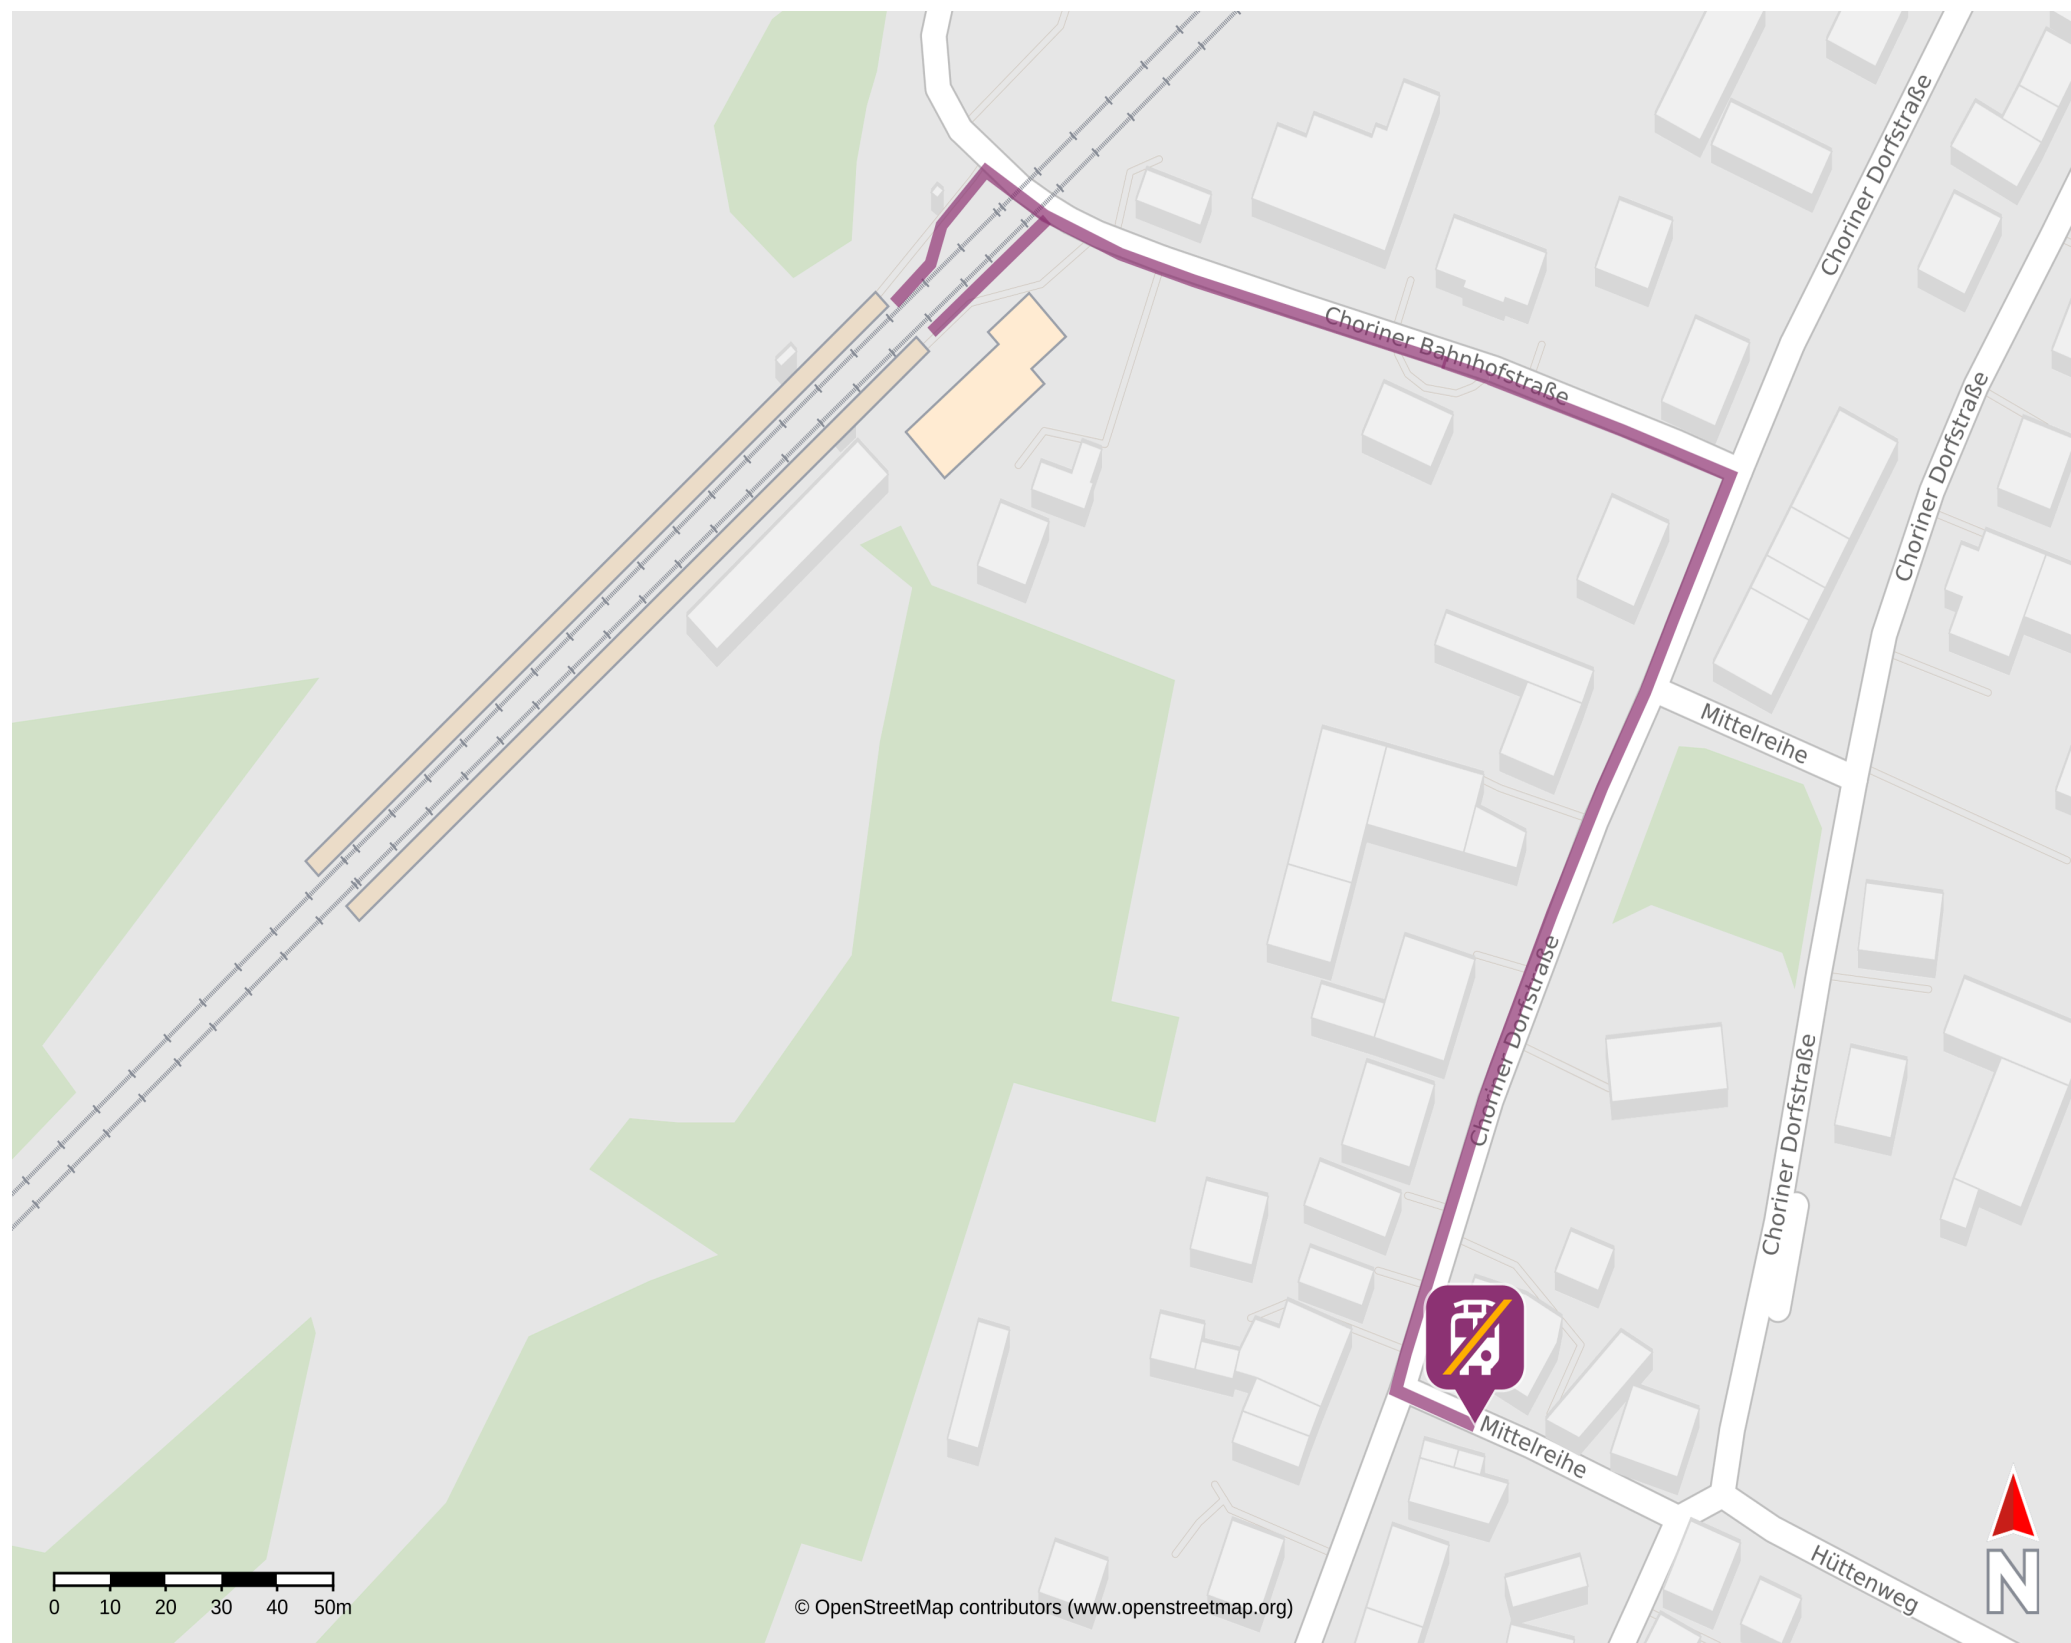 Choriner Dorfstraße
Choriner Bahnhofstraße
Choriner Dorfstraße
Mittelreihe
Choriner Dorfstraße
Choriner Dorfstraße
Mittelreihe
Hüttenweg
N
0 10 20 30 40 50m
© OpenStreetMap contributors (www.openstreetmap.org)